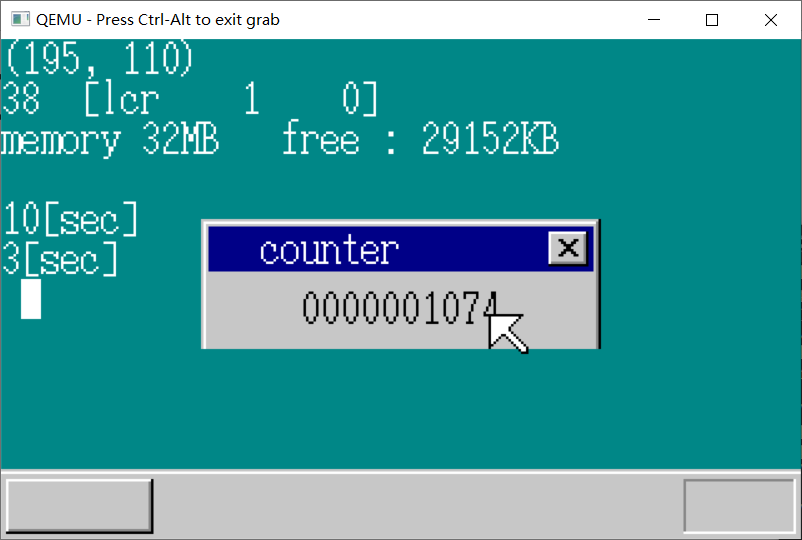 QEMU - Press Ctrl-Alt to exit grab
(195, 110)
38 [lcr 1 0]
memory 32MB free : 29152KB
10[sec]
3[sec]
counter
0000001074